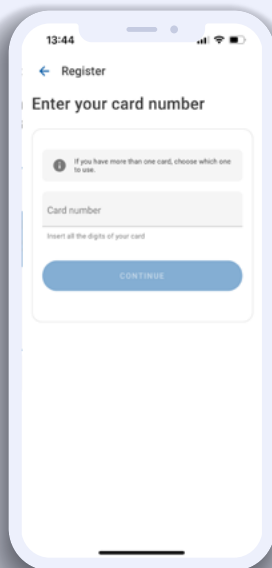 13:44
Register
Enter your card number
If you have more than one card, choose which one
to use.
Card number
Insert all the digits of your card
CONTINUE